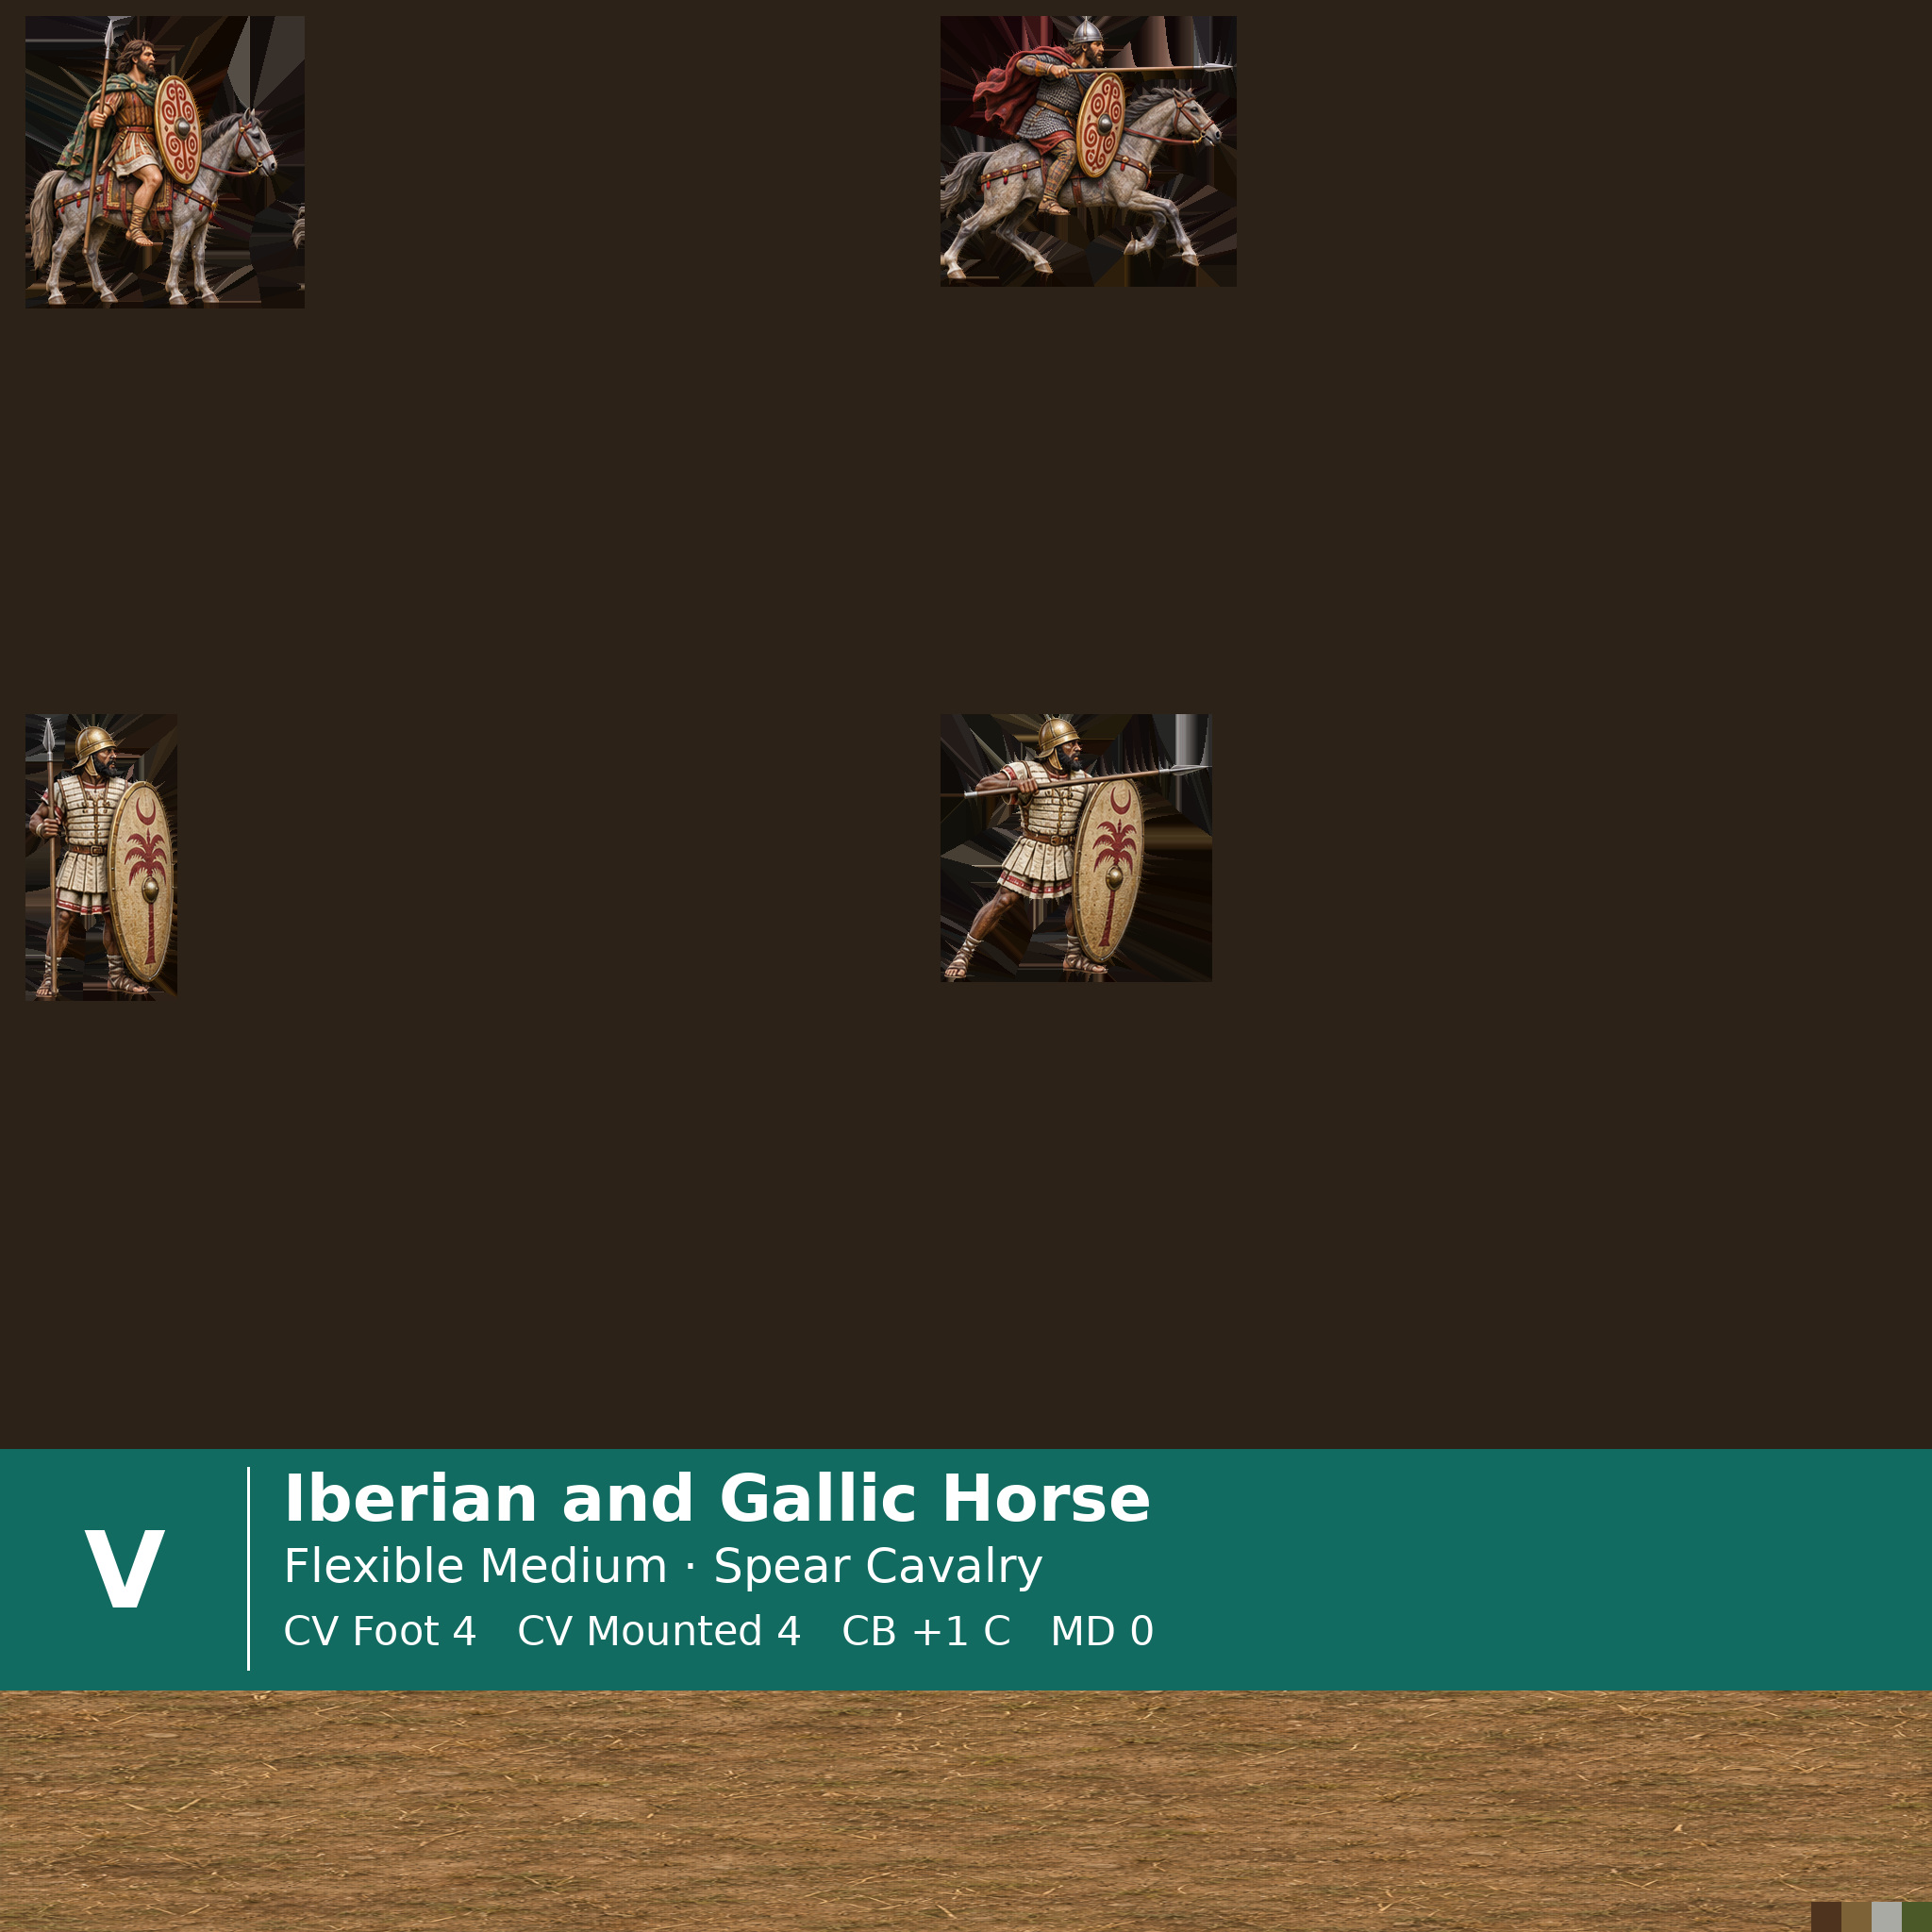 V
Iberian and Gallic Horse
Flexible Medium · Spear Cavalry
CV Foot 4 CV Mounted 4 CB +1 C MD 0